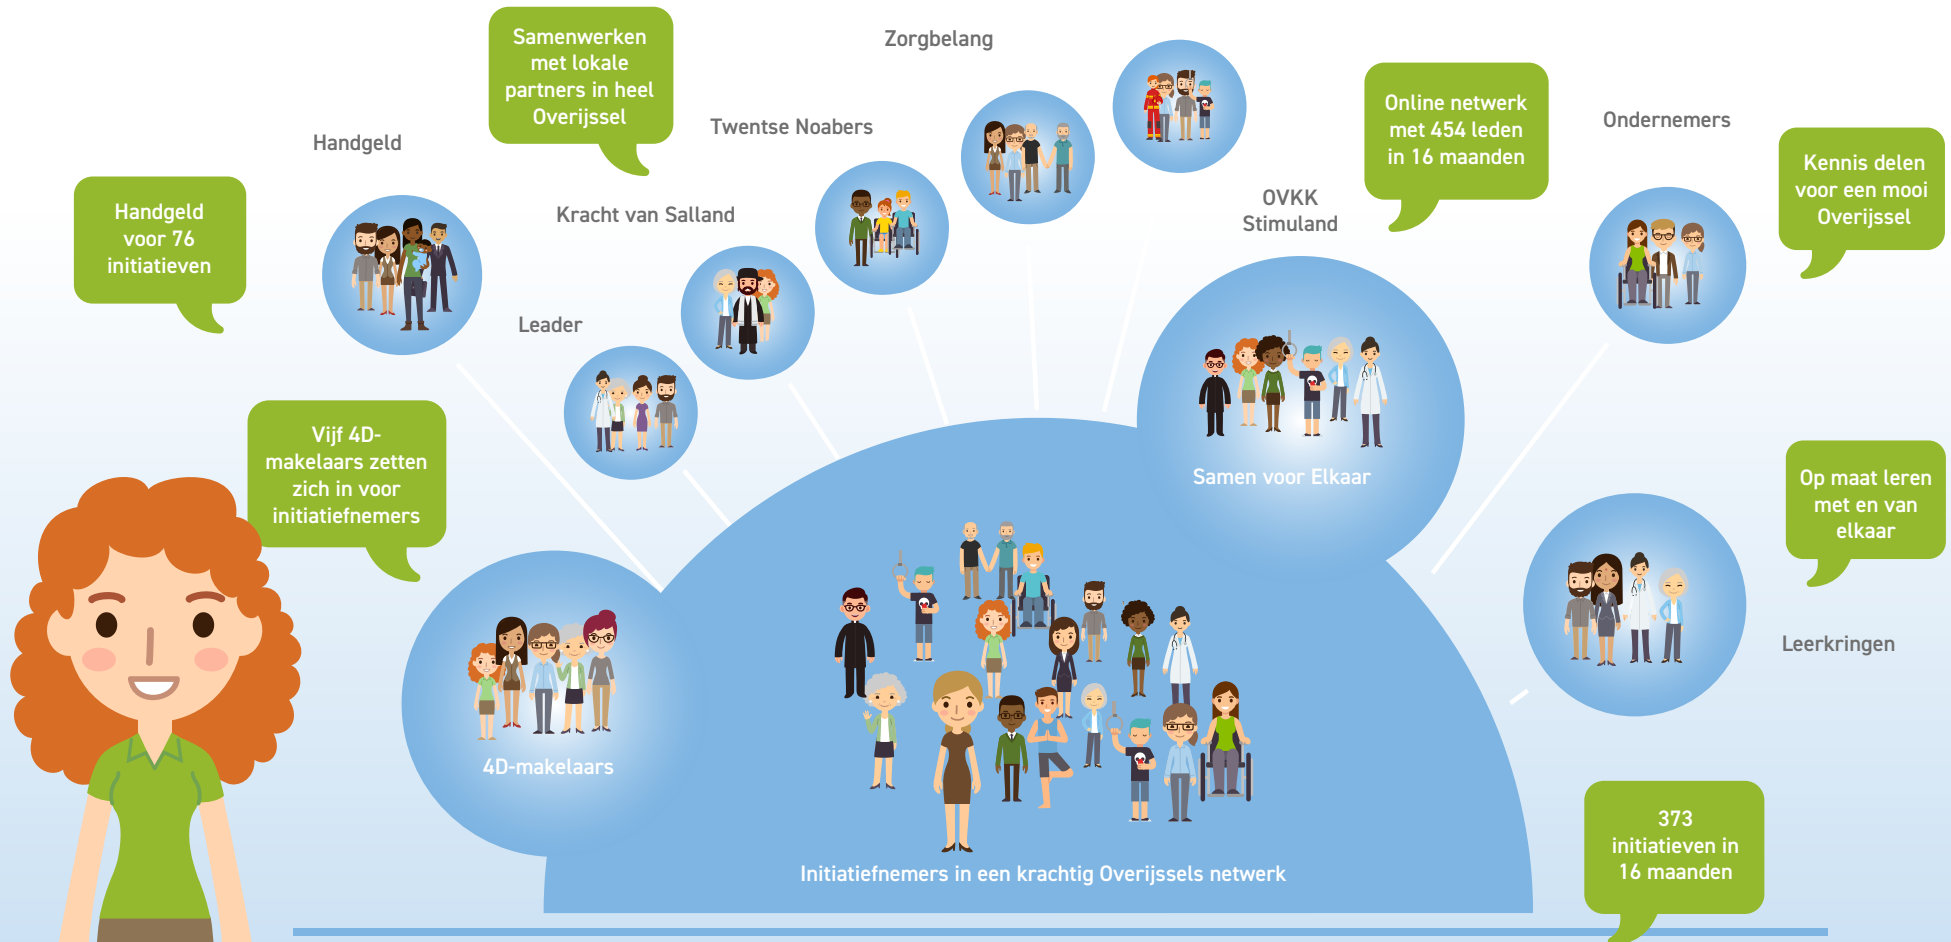 Samenwerken
met lokale
partners in heel
Overijssel
Zorgbelang
Handgeld
Twentse Noabers
Online netwerk
met 454 leden
in 16 maanden
Ondernemers
Kennis delen
voor een mooi
Overijssel
Handgeld
voor 76
initiatieven
Kracht van Salland
OVKK
Stimuland
Leader
Vijf 4D-
makelaars zetten
zich in voor
initiatiefnemers
Samen voor Elkaar
Op maat leren
met en van
elkaar
Leerkringen
4D-makelaars
Initiatiefnemers in een krachtig Overijssels netwerk
373
initiatieven in
16 maanden